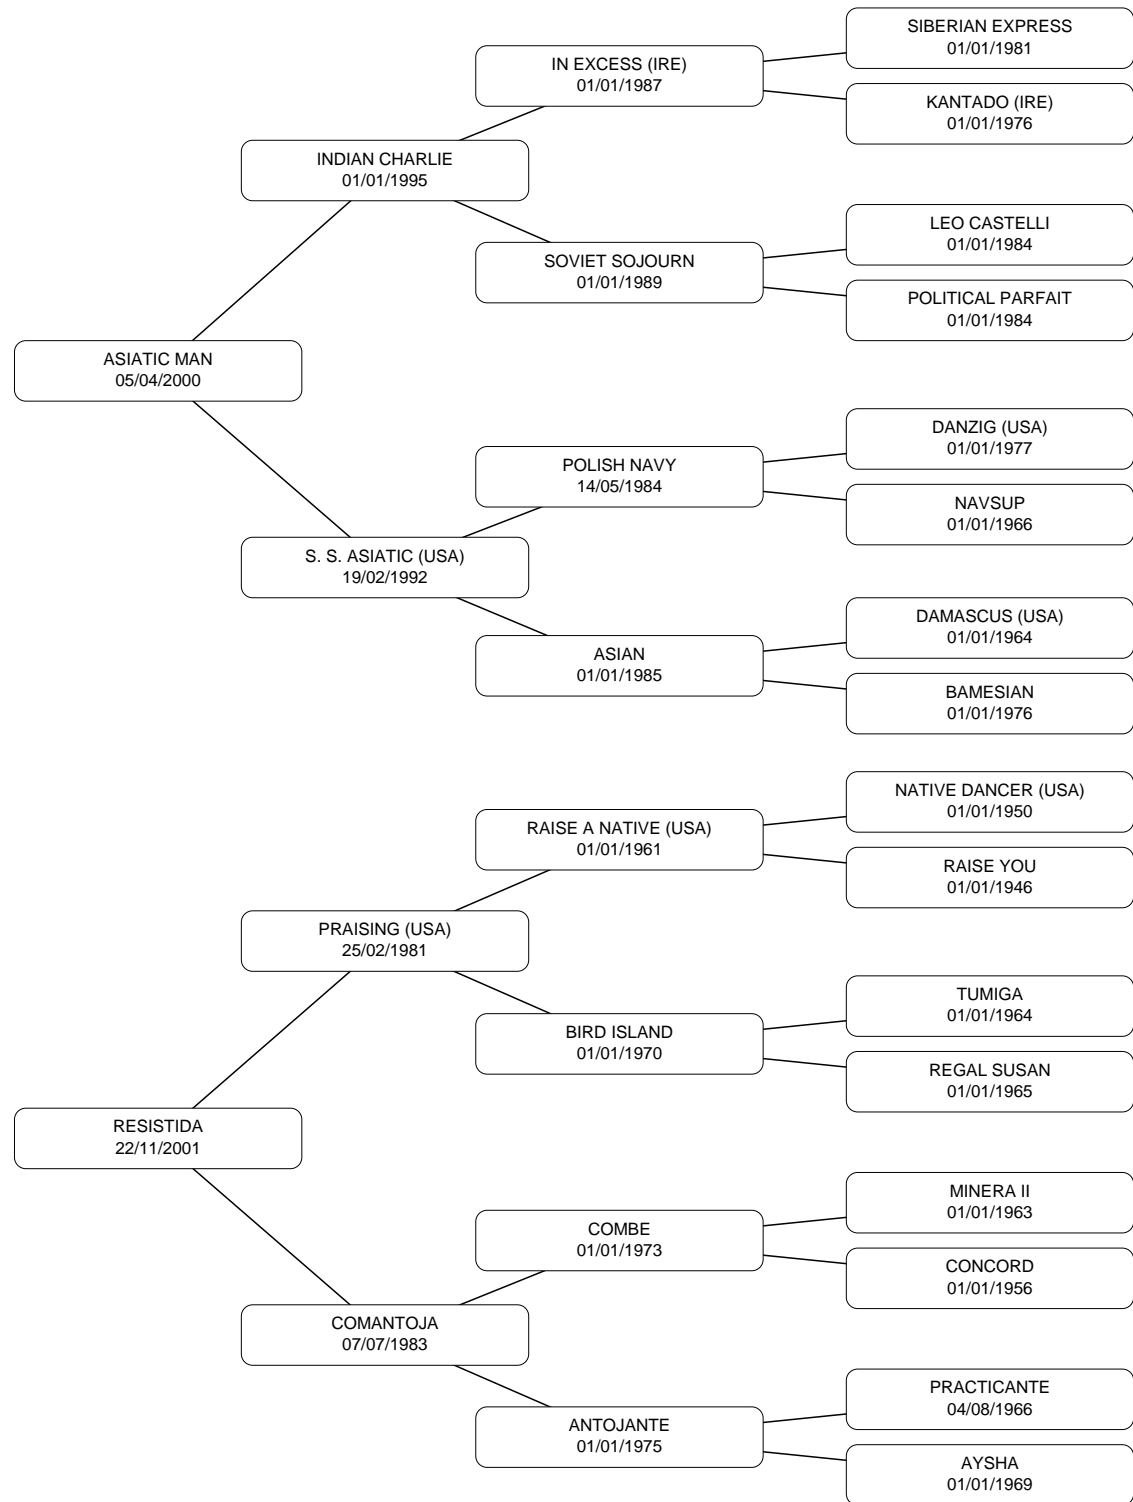 SIBERIAN EXPRESS
01/01/1981
IN EXCESS (IRE)
01/01/1987
KANTADO (IRE)
01/01/1976
INDIAN CHARLIE
01/01/1995
LEO CASTELLI
01/01/1984
SOVIET SOJOURN
01/01/1989
POLITICAL PARFAIT
01/01/1984
ASIATIC MAN
05/04/2000
DANZIG (USA)
01/01/1977
POLISH NAVY
14/05/1984
NAVSUP
01/01/1966
S. S. ASIATIC (USA)
19/02/1992
DAMASCUS (USA)
01/01/1964
ASIAN
01/01/1985
BAMESIAN
01/01/1976
NATIVE DANCER (USA)
01/01/1950
RAISE A NATIVE (USA)
01/01/1961
RAISE YOU
01/01/1946
PRAISING (USA)
25/02/1981
TUMIGA
01/01/1964
BIRD ISLAND
01/01/1970
REGAL SUSAN
01/01/1965
RESISTIDA
22/11/2001
MINERA II
01/01/1963
COMBE
01/01/1973
CONCORD
01/01/1956
COMANTOJA
07/07/1983
PRACTICANTE
04/08/1966
ANTOJANTE
01/01/1975
AYSHA
01/01/1969